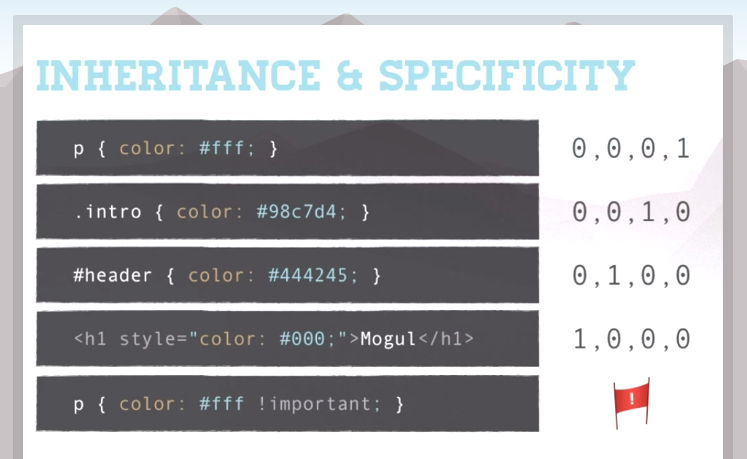 INHERITANCE & SPECIFICITY
p { color: #fff; } 0,0,0,1
.intro { color: #98c7d4; } 0,0,1,0
#header { color: #444245; } 0,1,0,0
<h1 style="color: #000;">Mogul</h1> 1,0,0,0
p { color: #fff !important; } !